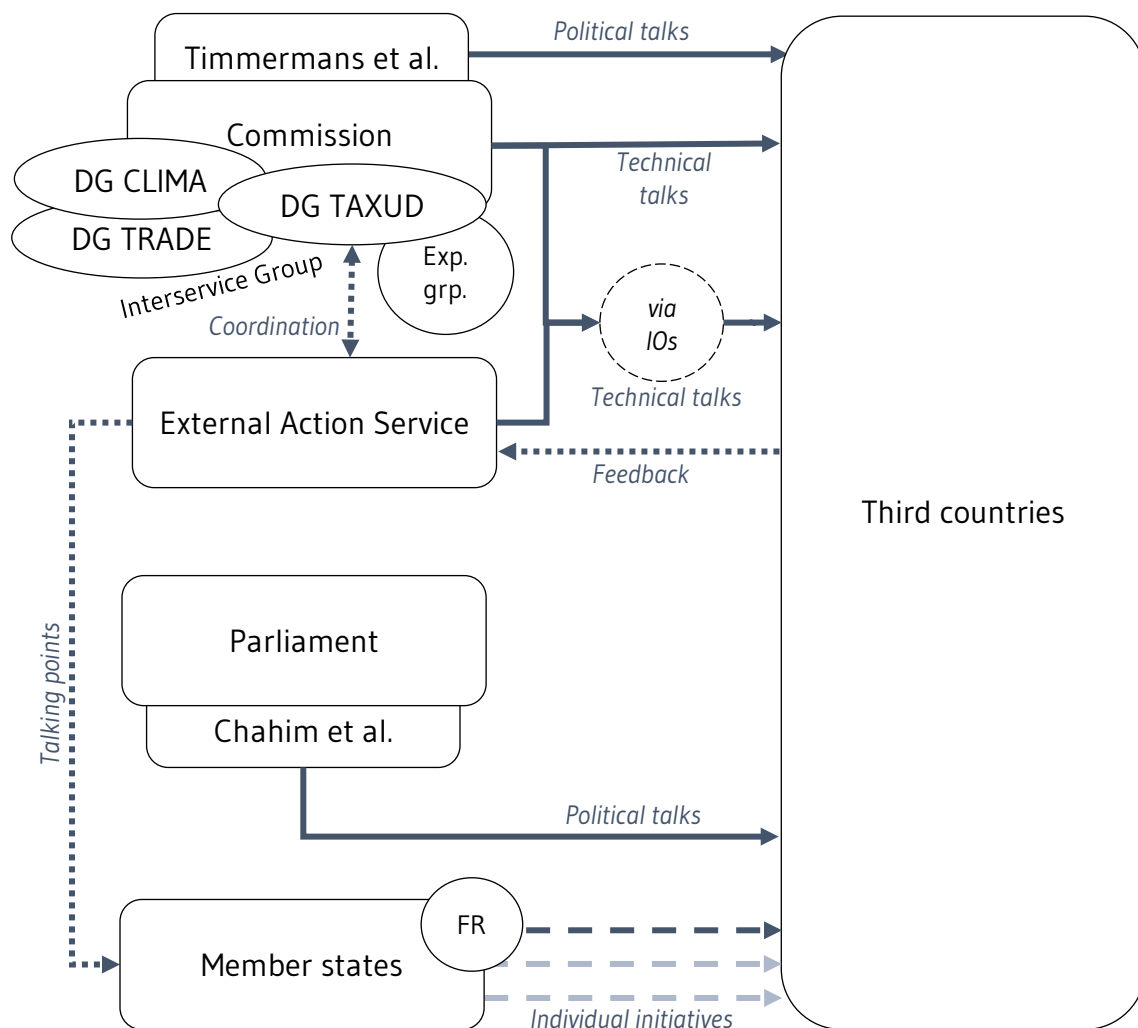 Timmermans et al.
Political talks
Commission
Technical
talks
DG CLIMA
DG TAXUD
DG TRADE
Interservice Group
Exp.
grp.
Coordination
via
IOs
Technical talks
External Action Service
Feedback
Third countries
Talking points
Parliament
Chahim et al.
Political talks
FR
Member states
Individual initiatives